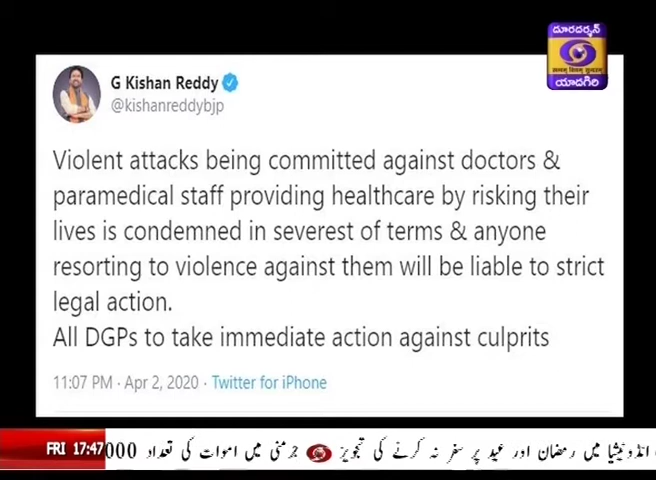 దూరదర్శన్
యాదగిరి
G Kishan Reddy
@kishanreddybjp
Violent attacks being committed against doctors &
paramedical staff providing healthcare by risking their
lives is condemned in severest of terms & anyone
resorting to violence against them will be liable to strict
legal action.
All DGPs to take immediate action against culprits
11:07 PM · Apr 2, 2020 · Twitter for iPhone
FRI 17:47
انڈونیشیا میں رمضان اور عید پر سفر نہ کرنے کی تجویز جرمنی میں اموات کی تعداد 000